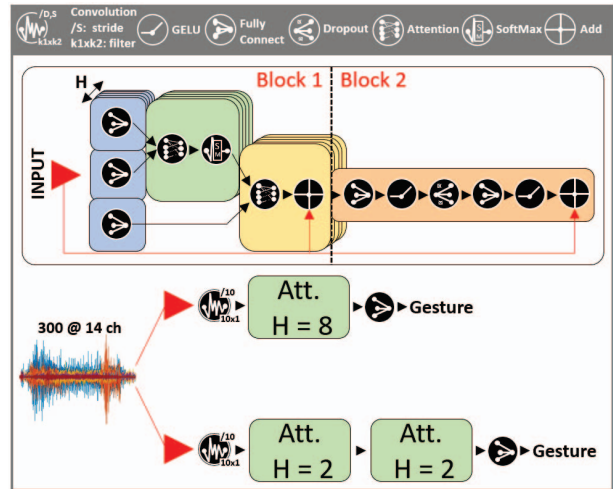 /D,S
k1xk2
Convolution
/S: stride
k1xk2: filter
GELU
Fully
Connect
Dropout
Attention
S
M
SoftMax
Add
H
Block 1
Block 2
INPUT
S
M
300 @ 14 ch
/10
10x1
Att.
H = 8
Gesture
/10
10x1
Att.
H = 2
Att.
H = 2
Gesture